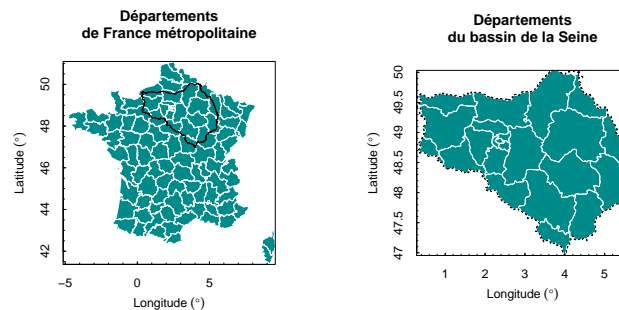 Départements
de France métropolitaine
50
48
46
44
42
Latitude (°)
−5
0
5
Longitude (°)
Départements
du bassin de la Seine
50
49.5
49
48.5
48
47.5
47
Latitude (°)
1
2
3
4
5
Longitude (°)